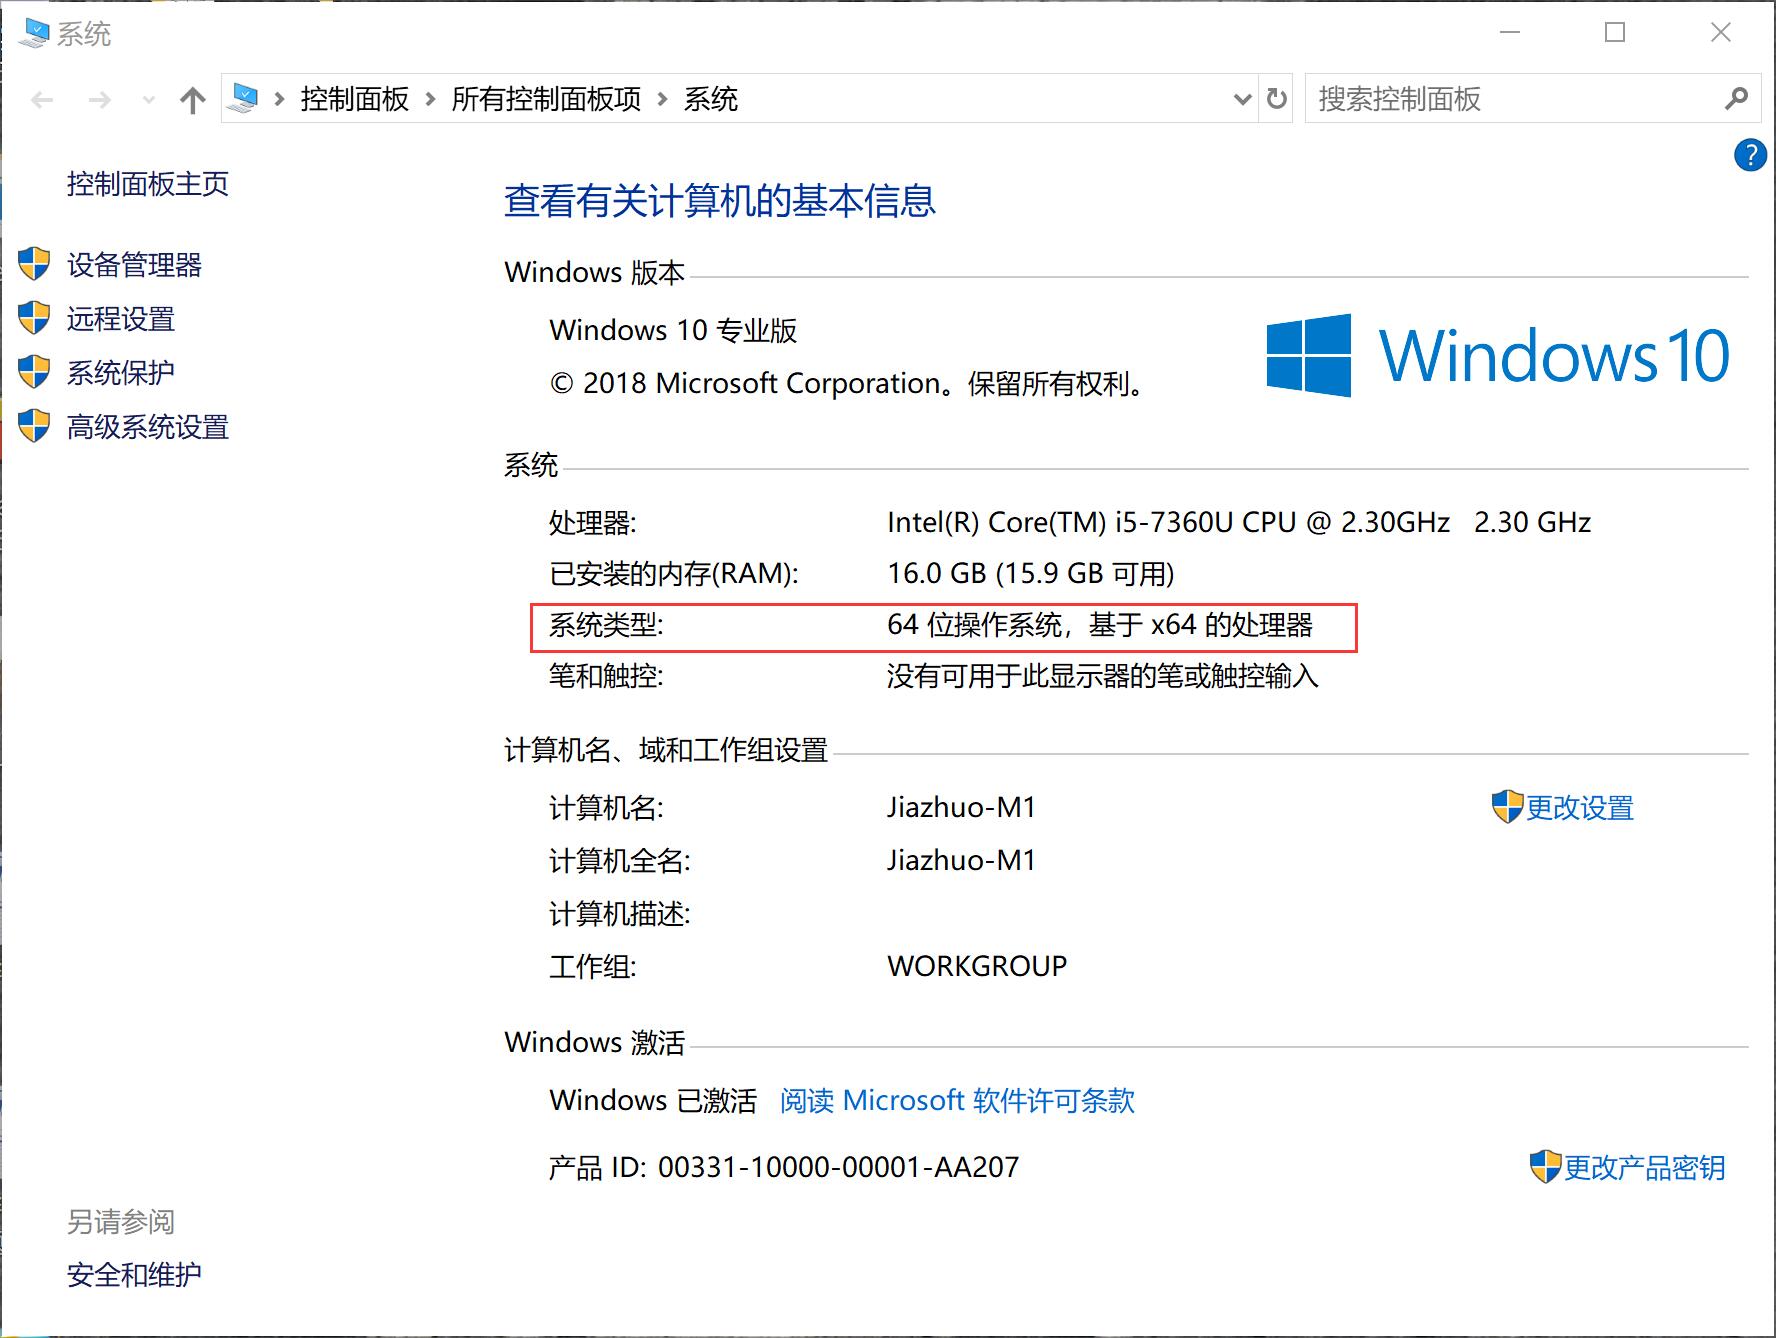 系统
控制面板 > 所有控制面板项 > 系统
搜索控制面板
?
控制面板主页
设备管理器
远程设置
系统保护
高级系统设置
查看有关计算机的基本信息
Windows 版本
Windows 10 专业版
© 2018 Microsoft Corporation。保留所有权利。
Windows 10
系统
处理器: Intel(R) Core(TM) i5-7360U CPU @ 2.30GHz 2.30 GHz
已安装的内存(RAM): 16.0 GB (15.9 GB 可用)
系统类型: 64 位操作系统，基于 x64 的处理器
笔和触控: 没有可用于此显示器的笔或触控输入
计算机名、域和工作组设置
计算机名: Jiazhuo-M1
更改设置
计算机全名: Jiazhuo-M1
计算机描述:
工作组: WORKGROUP
Windows 激活
Windows 已激活 阅读 Microsoft 软件许可条款
产品 ID: 00331-10000-00001-AA207
更改产品密钥
另请参阅
安全和维护